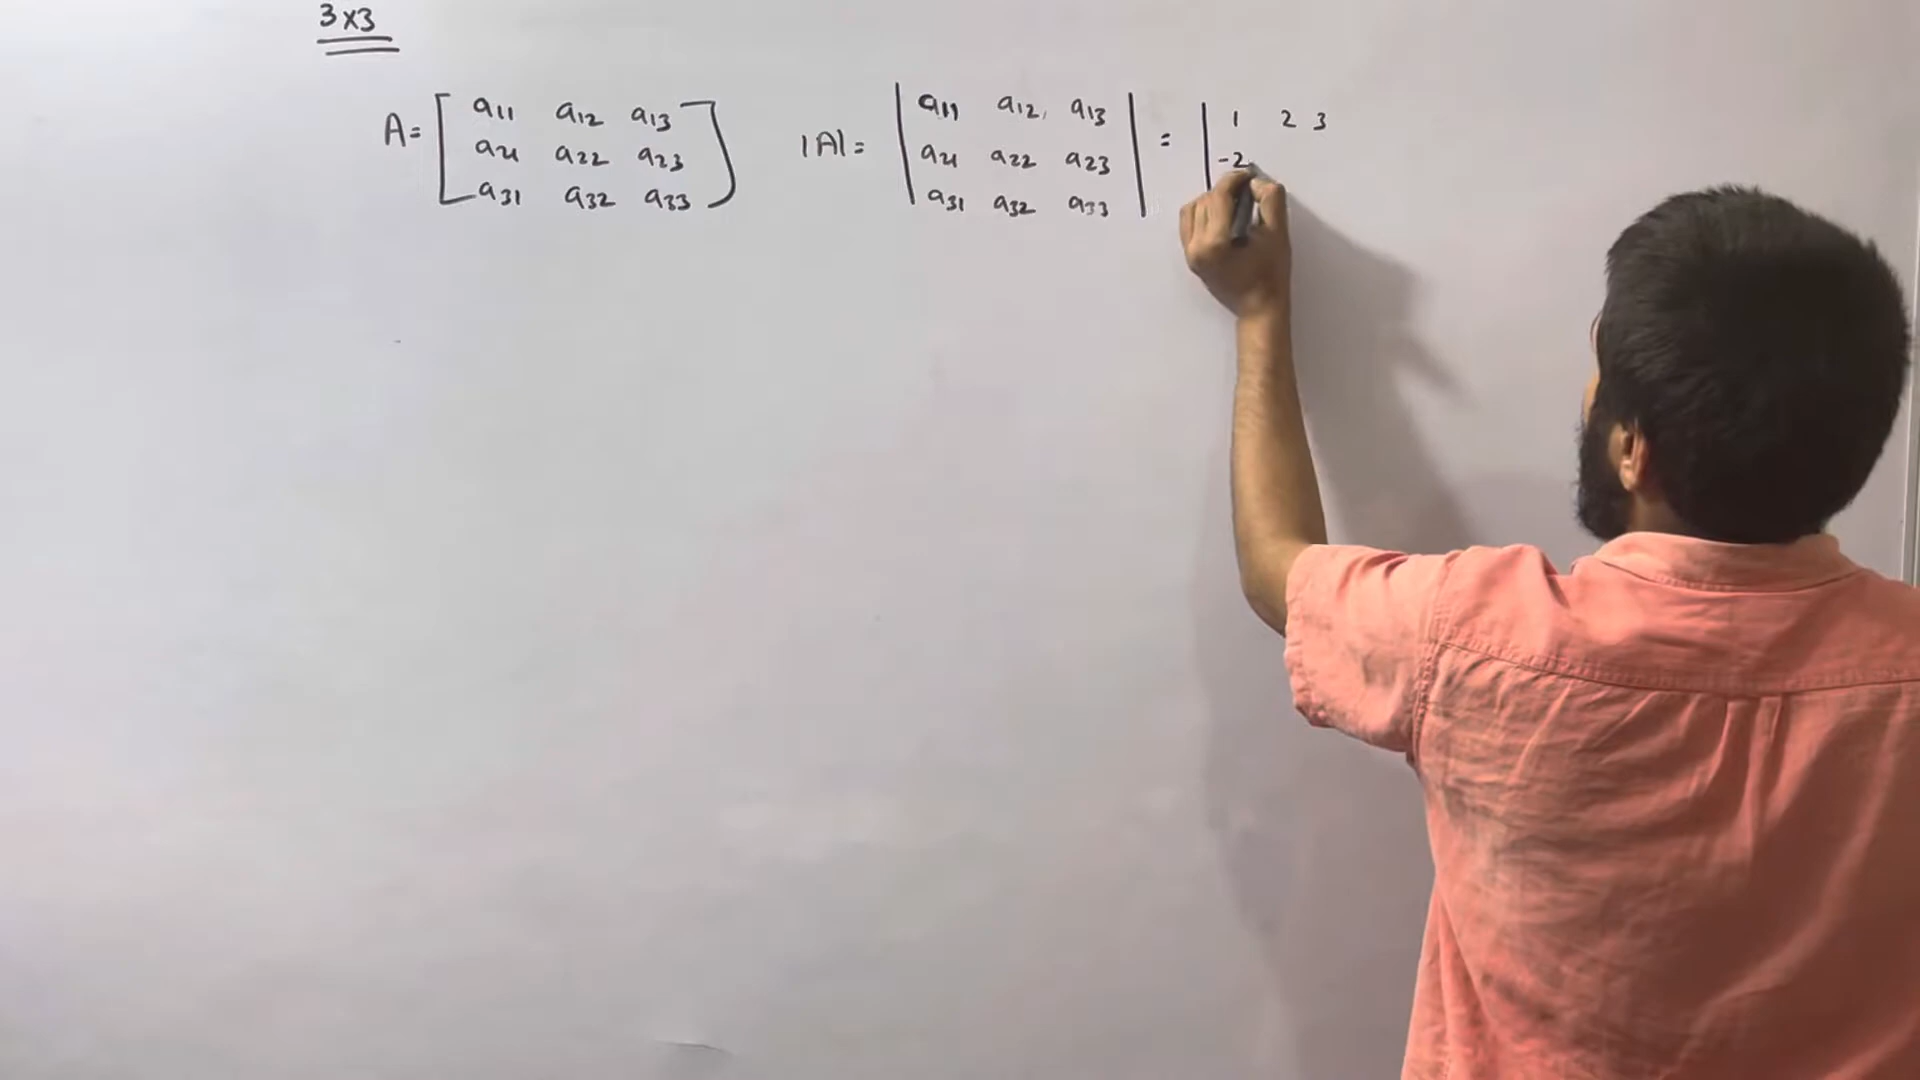 3x3
A= [ a11 a12 a13 |A| = | a11 a12, a13 | = | 1 2 3
a21 a22 a23 ] a21 a22 a23 -2
a31 a32 a33 a31 a32 a33